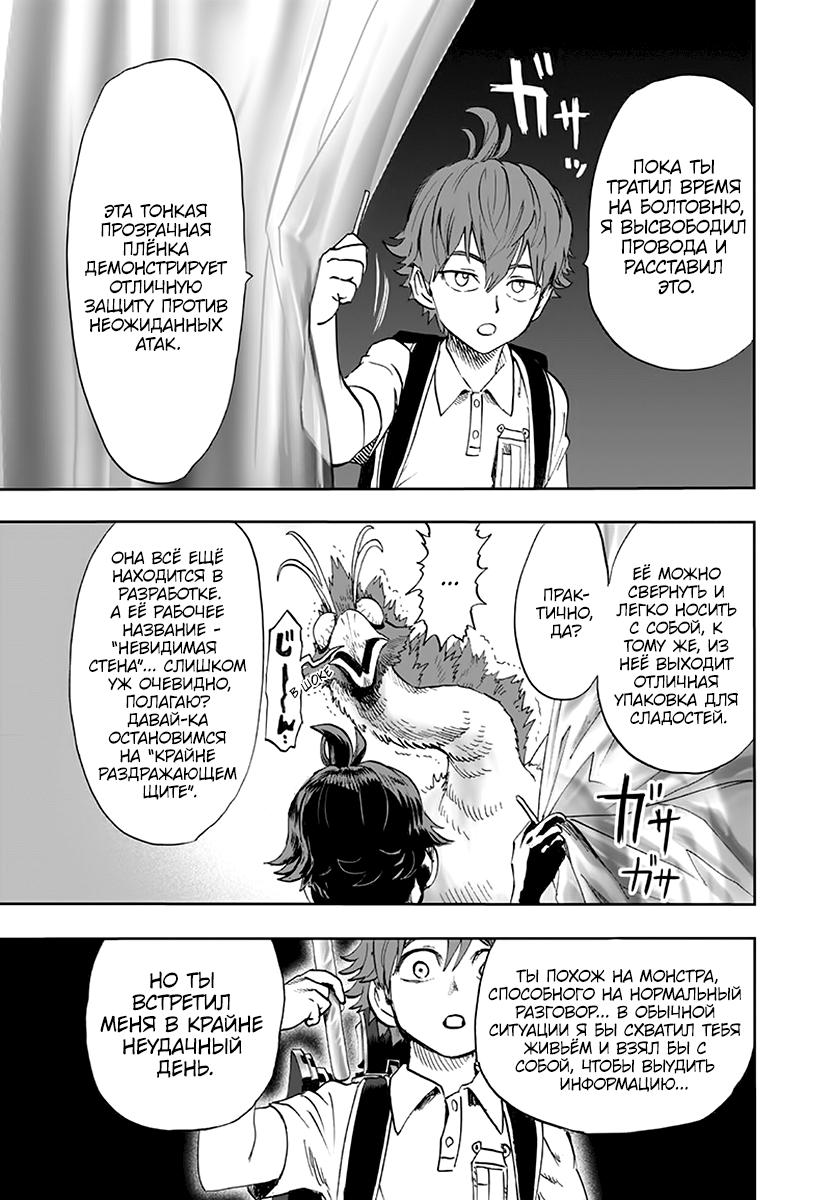 ПОКА ТЫ
ТРАТИЛ ВРЕМЯ
НА БОЛТОВНЮ,
Я ВЫСВОБОДИЛ
ПРОВОДА И
РАССТАВИЛ
ЭТО.
ガサッ
ЭТА ТОНКАЯ
ПРОЗРАЧНАЯ
ПЛЁНКА
ДЕМОНСТРИРУЕТ
ОТЛИЧНУЮ
ЗАЩИТУ ПРОТИВ
НЕОЖИДАННЫХ
АТАК.
ЕЁ МОЖНО
СВЕРНУТЬ И
ЛЕГКО НОСИТЬ
С СОБОЙ, К
ТОМУ ЖЕ, ИЗ
НЕЁ ВЫХОДИТ
ОТЛИЧНАЯ
УПАКОВКА ДЛЯ
СЛАДОСТЕЙ.
ПРАК-
ТИЧНО,
ДА?
ガサ
ガサ
...
В ШОКЕ
じーん…
ОНА ВСЁ ЕЩЁ
НАХОДИТСЯ В
РАЗРАБОТКЕ.
А ЕЁ РАБОЧЕЕ
НАЗВАНИЕ -
"НЕВИДИМАЯ
СТЕНА"... СЛИШКОМ
УЖ ОЧЕВИДНО,
ПОЛАГАЮ?
ДАВАЙ-КА
ОСТАНОВИМСЯ
НА "КРАЙНЕ
РАЗДРАЖАЮЩЕМ
ЩИТЕ".
ТЫ ПОХОЖ НА МОНСТРА,
СПОСОБНОГО НА НОРМАЛЬНЫЙ
РАЗГОВОР... В ОБЫЧНОЙ
СИТУАЦИИ Я БЫ СХВАТИЛ ТЕБЯ
ЖИВЬЁМ И ВЗЯЛ БЫ С
СОБОЙ, ЧТОБЫ ВЫУДИТЬ
ИНФОРМАЦИЮ...
НО ТЫ
ВСТРЕТИЛ
МЕНЯ В КРАЙНЕ
НЕУДАЧНЫЙ
ДЕНЬ.